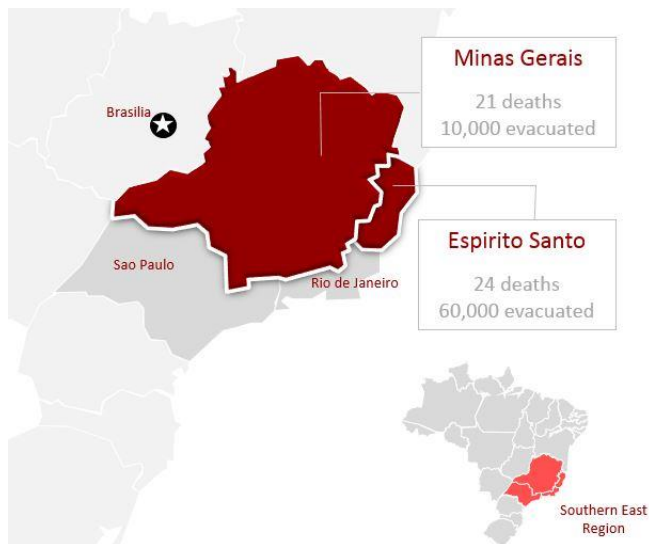 Minas Gerais
21 deaths
10,000 evacuated
Brasilia
Espirito Santo
24 deaths
60,000 evacuated
Sao Paulo
Rio de Janeiro
Southern East
Region